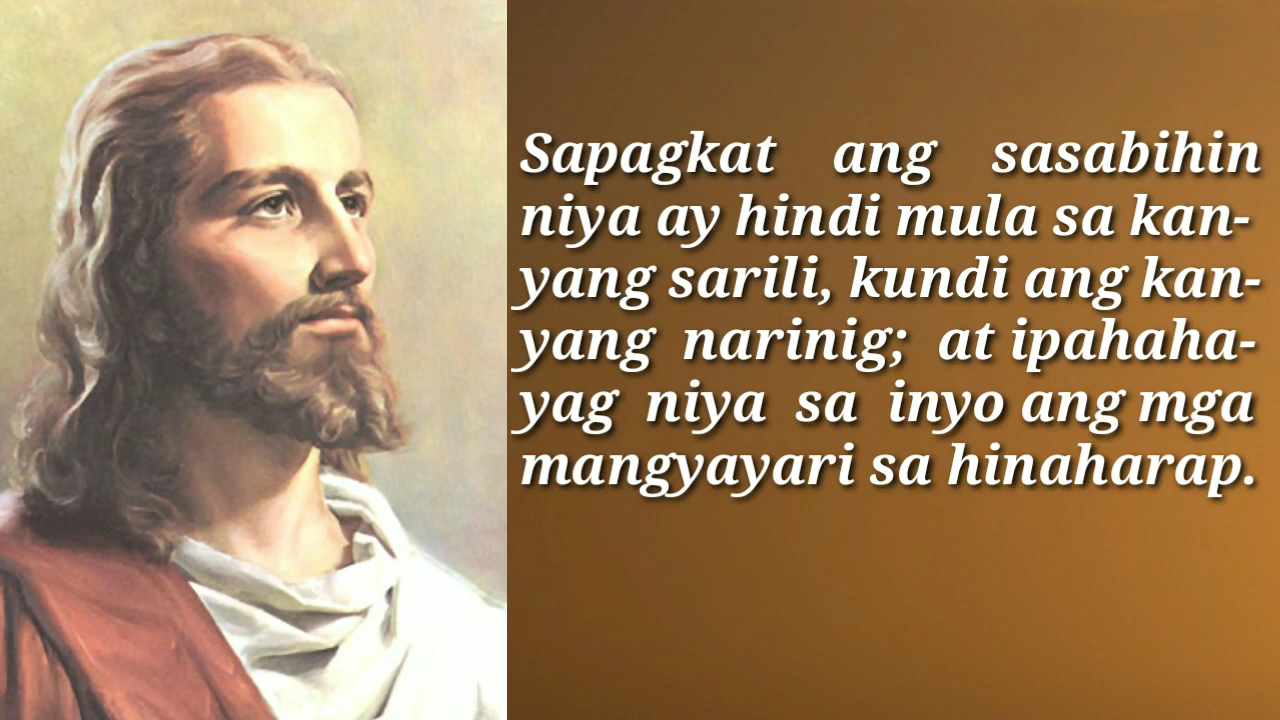 Sapagkat ang sasabihin
niya ay hindi mula sa kan-
yang sarili, kundi ang kan-
yang narinig; at ipahaha-
yag niya sa inyo ang mga
mangyayari sa hinaharap.